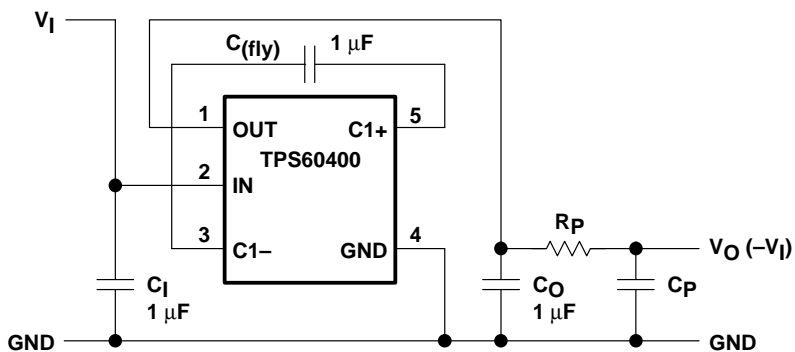 VI
C(fly)
1 μF
1
5
OUT
C1+
TPS60400
2
IN
3
4
C1–
GND
RP
VO (–VI)
CI
1 μF
CO
1 μF
CP
GND
GND